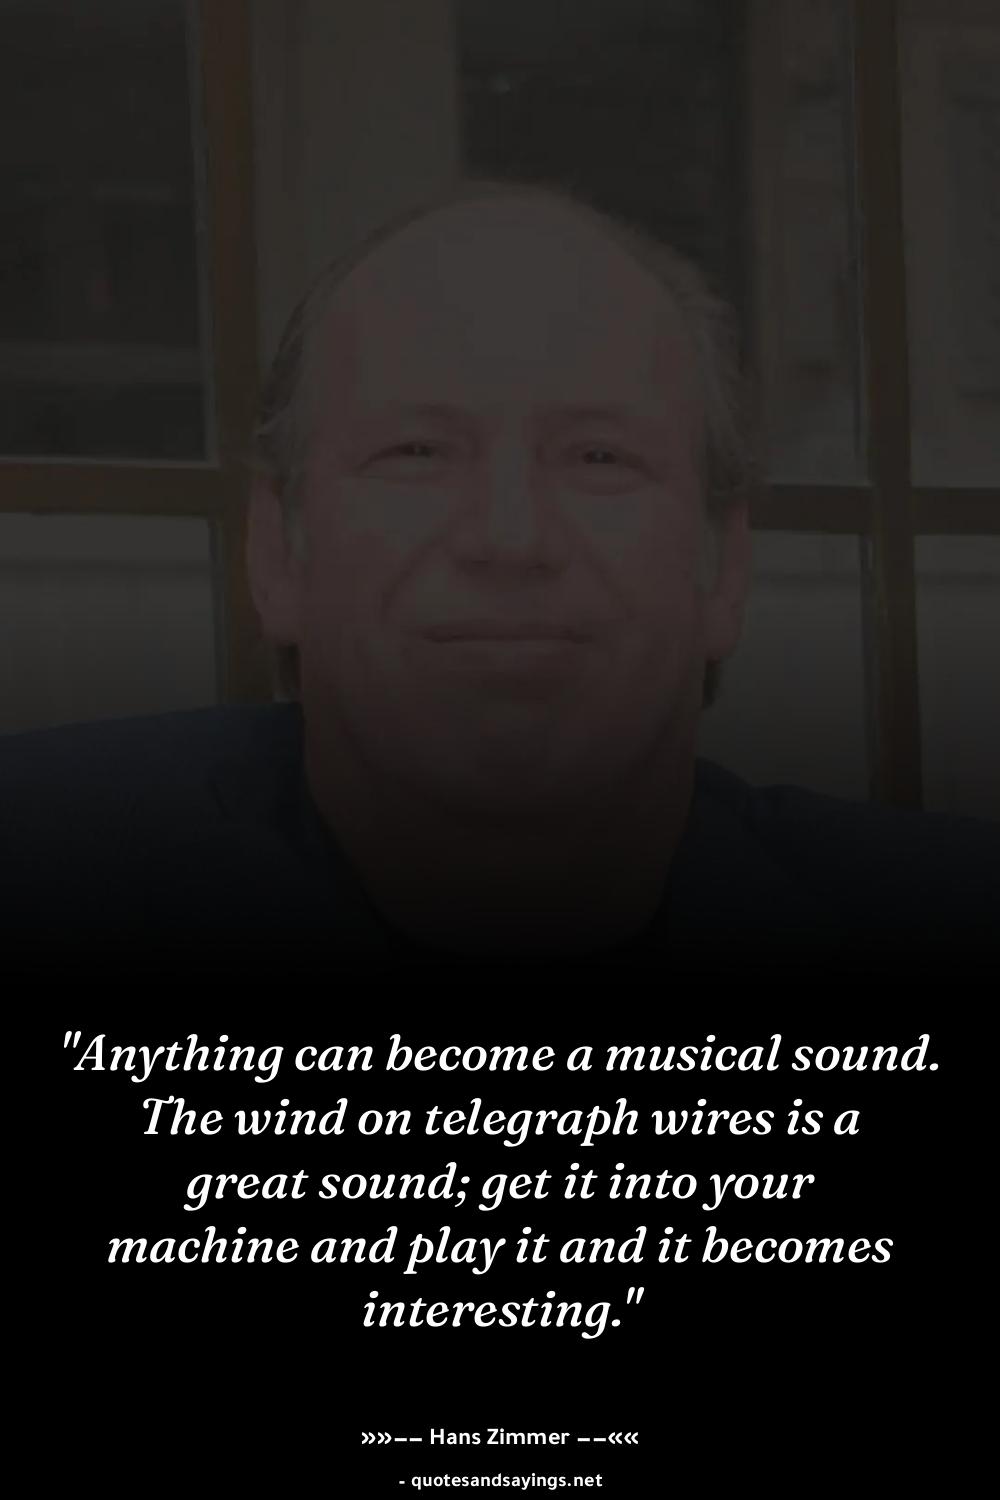 "Anything can become a musical sound.
The wind on telegraph wires is a
great sound; get it into your
machine and play it and it becomes
interesting."
»»−− Hans Zimmer −−««
- quotesandsayings.net